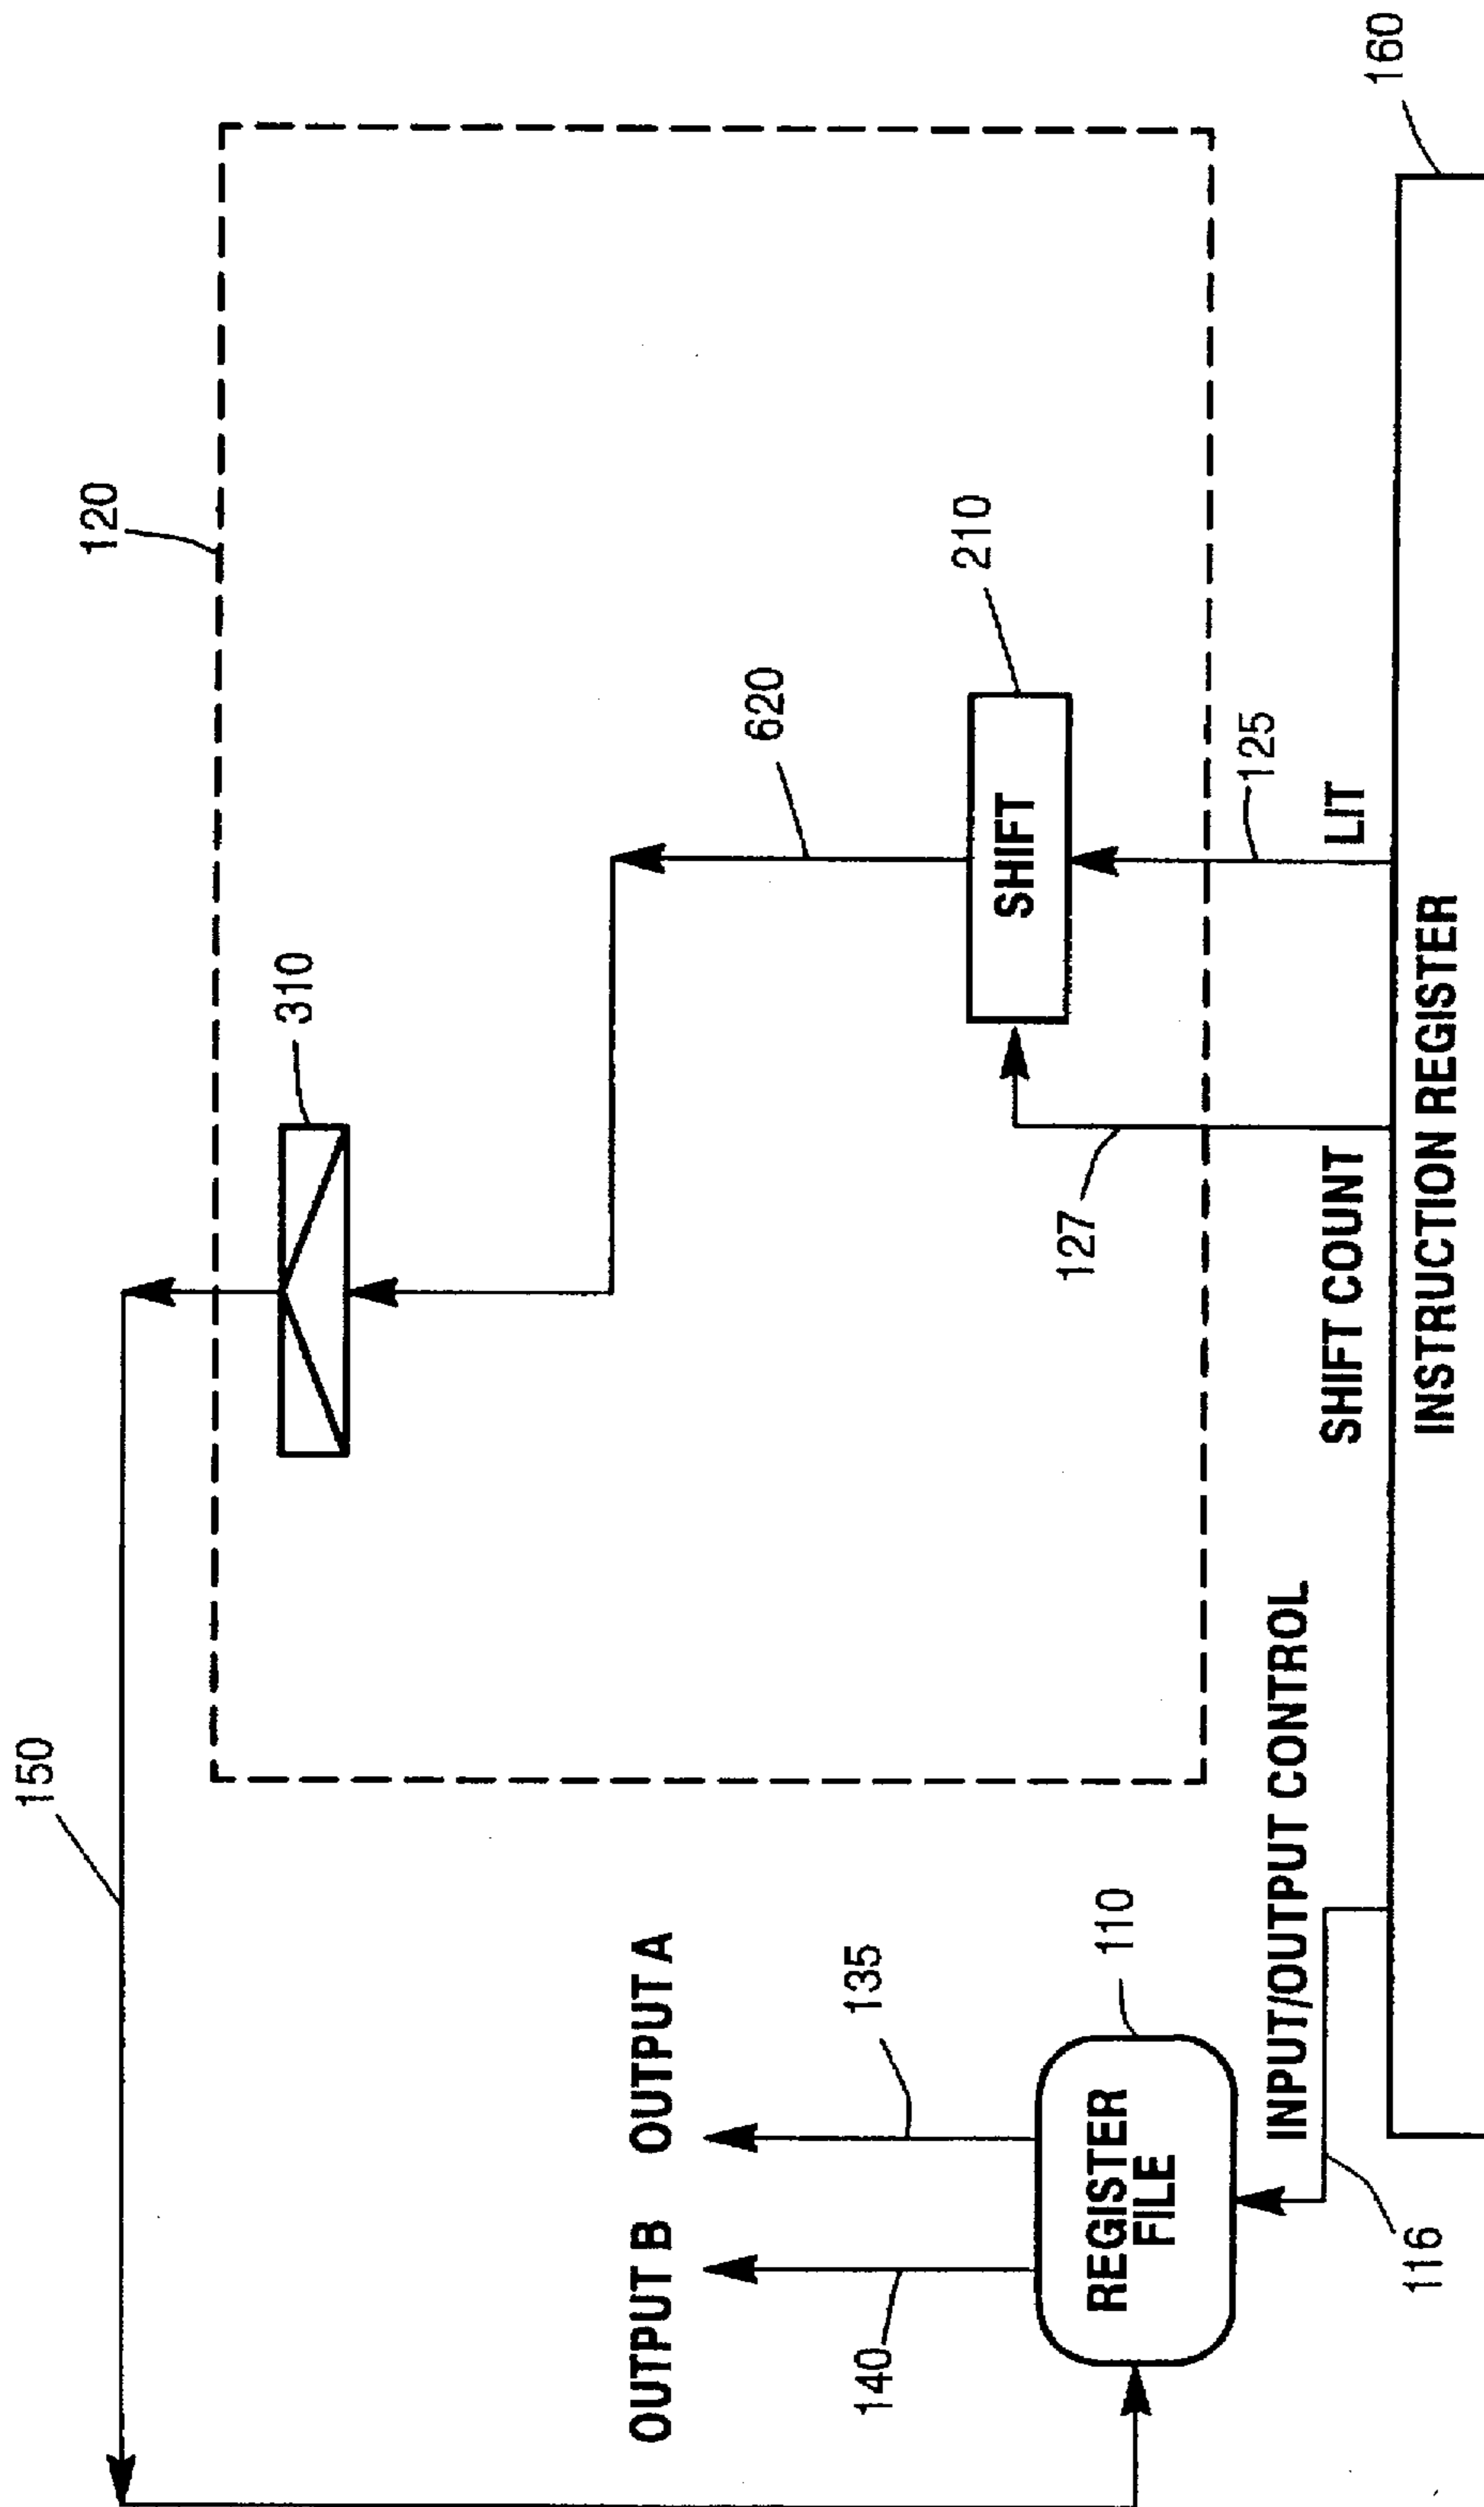 150
120
310
620
OUTPUT B
OUTPUT A
140
135
SHIFT
210
REGISTER
FILE
110
127
125
INPUT/OUTPUT CONTROL
SHIFT COUNT
LIT
116
INSTRUCTION REGISTER
160